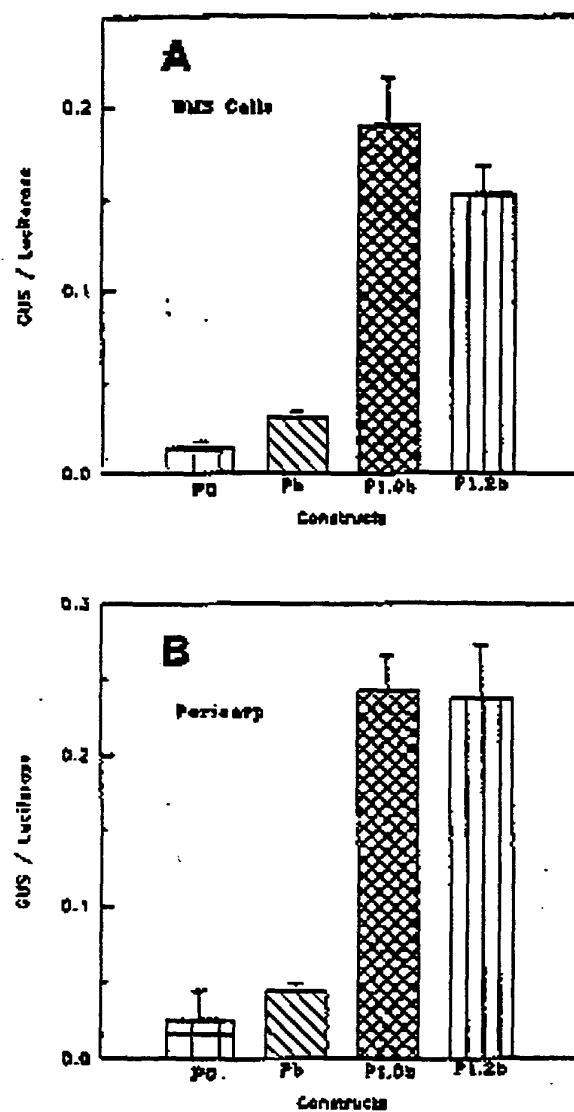 A
BMS Cells
0.2
0.1
0.0
GUS / Luciferase
P0 Pb P1.0b P1.2b
Constructs
B
Pericarp
0.3
0.2
0.1
0.0
GUS / Luciferase
P0. Pb P1.0b P1.2b
Constructs